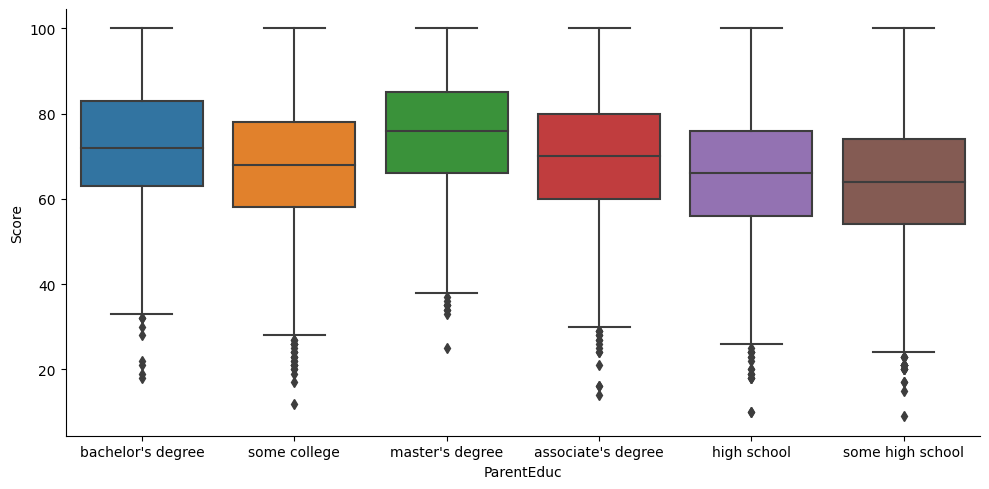 100
80
60
40
20
Score
bachelor's degree
some college
master's degree
associate's degree
high school
some high school
ParentEduc